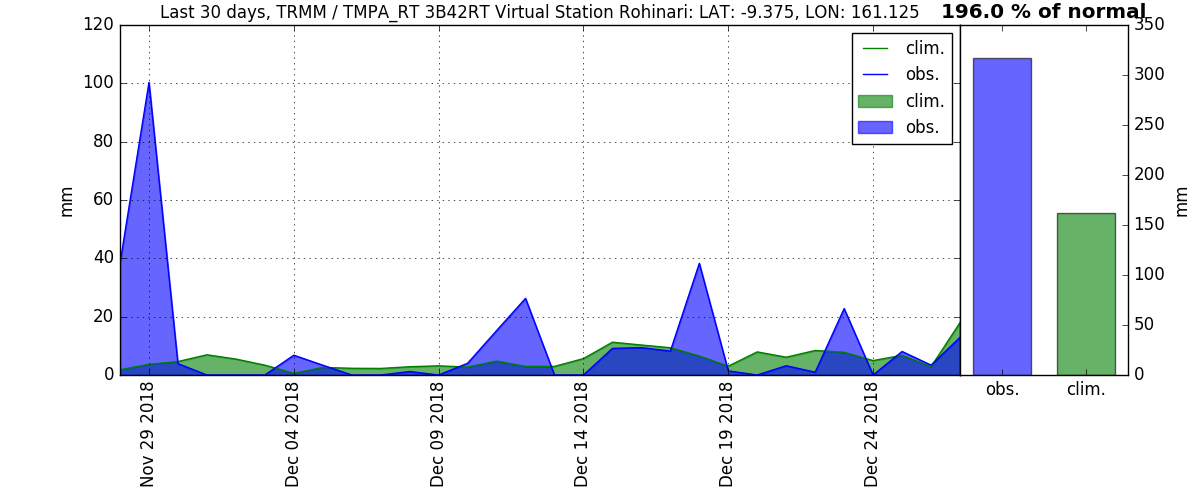 Last 30 days, TRMM / TMPA_RT 3B42RT Virtual Station Rohinari: LAT: -9.375, LON: 161.125
196.0 % of normal
120
100
80
60
40
20
0
mm
clim.
obs.
clim.
obs.
Nov 29 2018
Dec 04 2018
Dec 09 2018
Dec 14 2018
Dec 19 2018
Dec 24 2018
350
300
250
200
150
100
50
0
mm
obs.
clim.